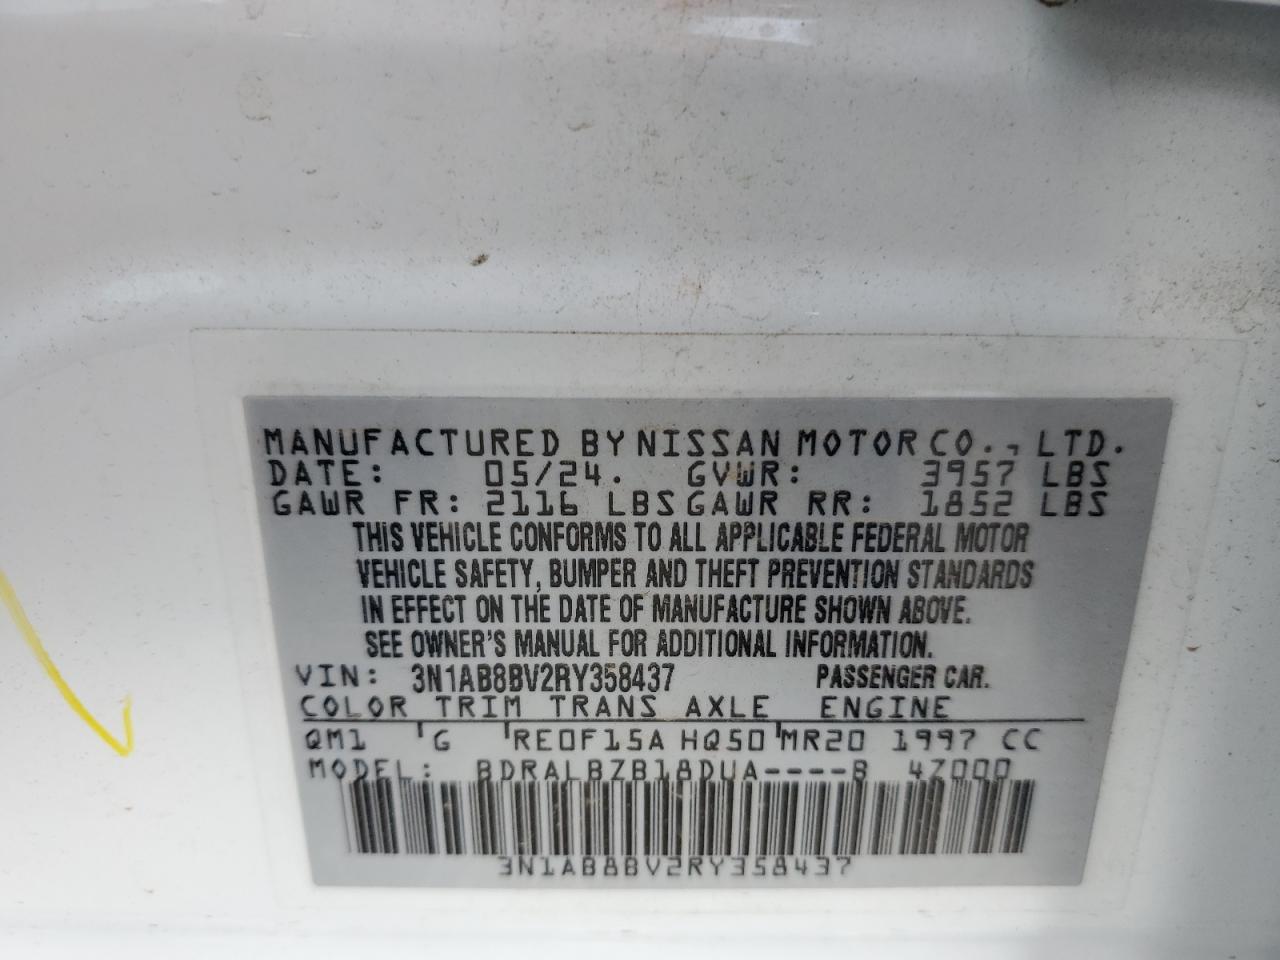 MANUFACTURED BY NISSAN MOTOR CO., LTD.
DATE: 05/24. GVWR: 3957 LBS
GAWR FR: 2116 LBS GAWR RR: 1852 LBS
THIS VEHICLE CONFORMS TO ALL APPLICABLE FEDERAL MOTOR
VEHICLE SAFETY, BUMPER AND THEFT PREVENTION STANDARDS
IN EFFECT ON THE DATE OF MANUFACTURE SHOWN ABOVE.
SEE OWNER'S MANUAL FOR ADDITIONAL INFORMATION.
VIN: 3N1AB8BV2RY358437 PASSENGER CAR.
COLOR TRIM TRANS AXLE ENGINE
QM1 G RE0F15A HQ50 MR20 1997 CC
MODEL: BDRALBZB18DUA----B 4Z000
3N1AB8BV2RY358437